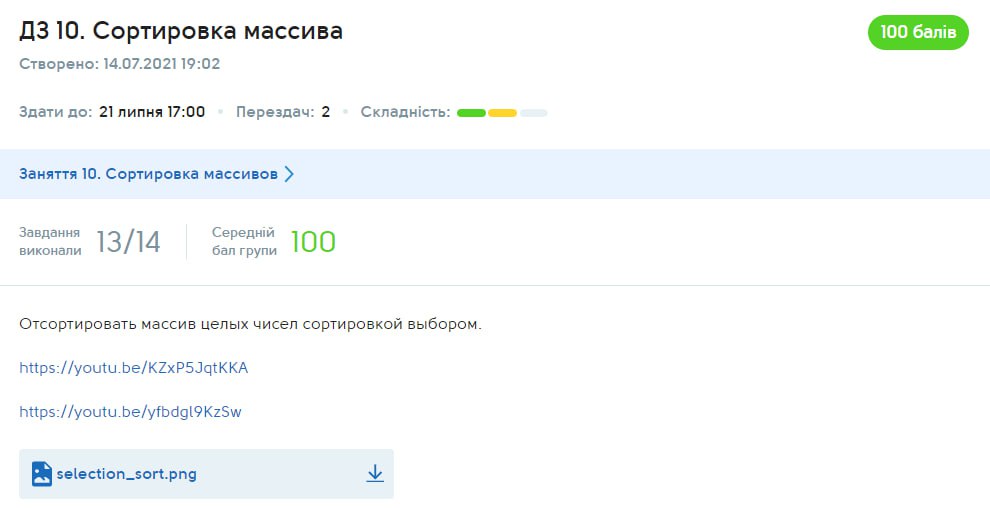 ДЗ 10. Сортировка массива
100 балів
Створено: 14.07.2021 19:02
Здати до: 21 липня 17:00 Перездач: 2 Складність:
Заняття 10. Сортировка массивов
Завдання
виконали
13/14
Середній
бал групи
100
Отсортировать массив целых чисел сортировкой выбором.
https://youtu.be/KZxP5JqtKKA
https://youtu.be/yfbdgl9KzSw
selection_sort.png